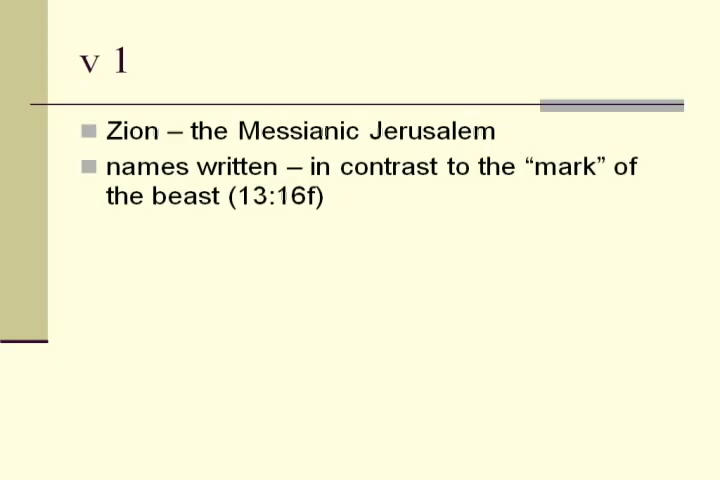 v 1
Zion – the Messianic Jerusalem
names written – in contrast to the “mark” of
the beast (13:16f)